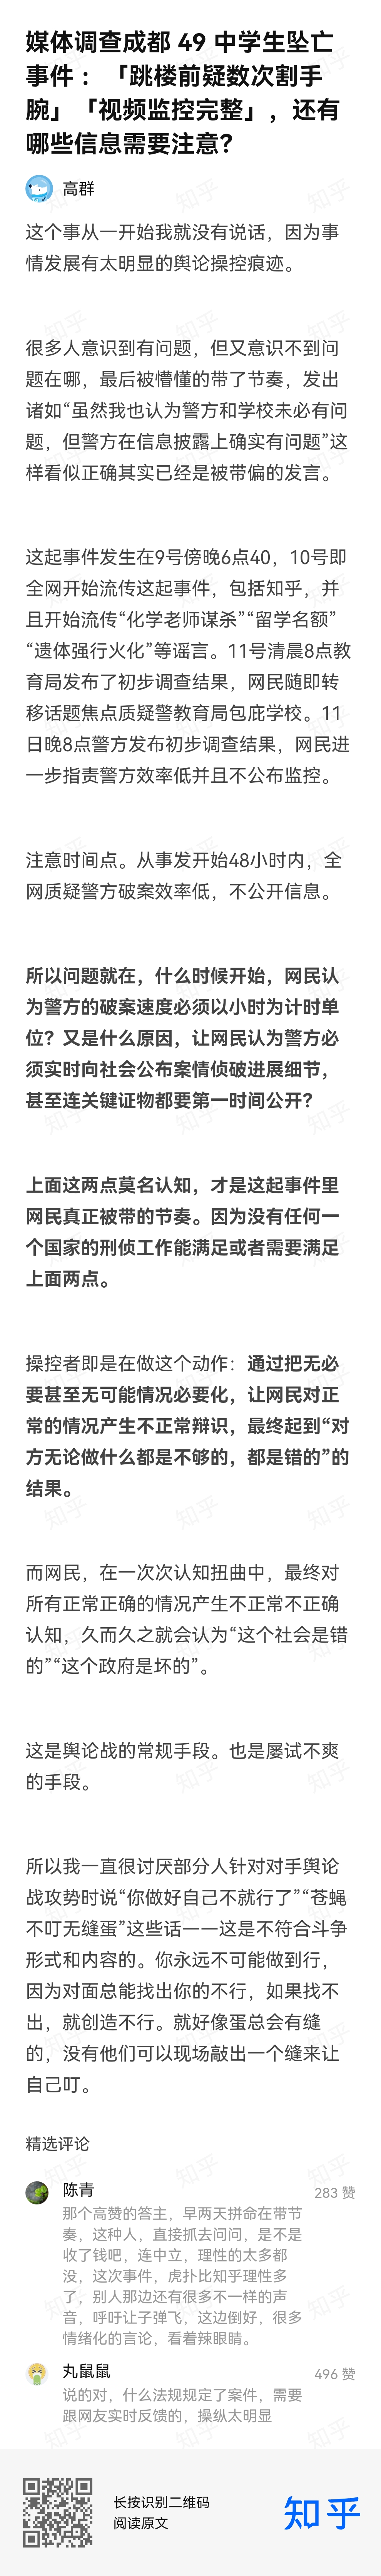 媒体调查成都 49 中学生坠亡
事件：「跳楼前疑数次割手
腕」「视频监控完整」，还有
哪些信息需要注意？
高群
这个事从一开始我就没有说话，因为事
情发展有太明显的舆论操控痕迹。
很多人意识到有问题，但又意识不到问
题在哪，最后被懵懂的带了节奏，发出
诸如“虽然我也认为警方和学校未必有问
题，但警方在信息披露上确实有问题”这
样看似正确其实已经是被带偏的发言。
这起事件发生在9号傍晚6点40，10号即
全网开始流传这起事件，包括知乎，并
且开始流传“化学老师谋杀”“留学名额”
“遗体强行火化”等谣言。11号清晨8点教
育局发布了初步调查结果，网民随即转
移话题焦点质疑警教育局包庇学校。11
日晚8点警方发布初步调查结果，网民进
一步指责警方效率低并且不公布监控。
注意时间点。从事发开始48小时内，全
网质疑警方破案效率低，不公开信息。
所以问题就在，什么时候开始，网民认
为警方的破案速度必须以小时为计时单
位？又是什么原因，让网民认为警方必
须实时向社会公布案情侦破进展细节，
甚至连关键证物都要第一时间公开？
上面这两点莫名认知，才是这起事件里
网民真正被带的节奏。因为没有任何一
个国家的刑侦工作能满足或者需要满足
上面两点。
操控者即是在做这个动作：通过把无必
要甚至无可能情况必要化，让网民对正
常的情况产生不正常辩识，最终起到“对
方无论做什么都是不够的，都是错的”的
结果。
而网民，在一次次认知扭曲中，最终对
所有正常正确的情况产生不正常不正确
认知，久而久之就会认为“这个社会是错
的”“这个政府是坏的”。
这是舆论战的常规手段。也是屡试不爽
的手段。
所以我一直很讨厌部分人针对对手舆论
战攻势时说“你做好自己不就行了”“苍蝇
不叮无缝蛋”这些话——这是不符合斗争
形式和内容的。你永远不可能做到行，
因为对面总能找出你的不行，如果找不
出，就创造不行。就好像蛋总会有缝
的，没有他们可以现场敲出一个缝来让
自己叮。
精选评论
陈青
283 赞
那个高赞的答主，早两天拼命在带节
奏，这种人，直接抓去问问，是不是
收了钱吧，连中立，理性的太多都
没，这次事件，虎扑比知乎理性多
了，别人那边还有很多不一样的声
音，呼吁让子弹飞，这边倒好，很多
情绪化的言论，看着辣眼睛。
丸鼠鼠
496 赞
说的对，什么法规规定了案件，需要
跟网友实时反馈的，操纵太明显
长按识别二维码
阅读原文
知乎